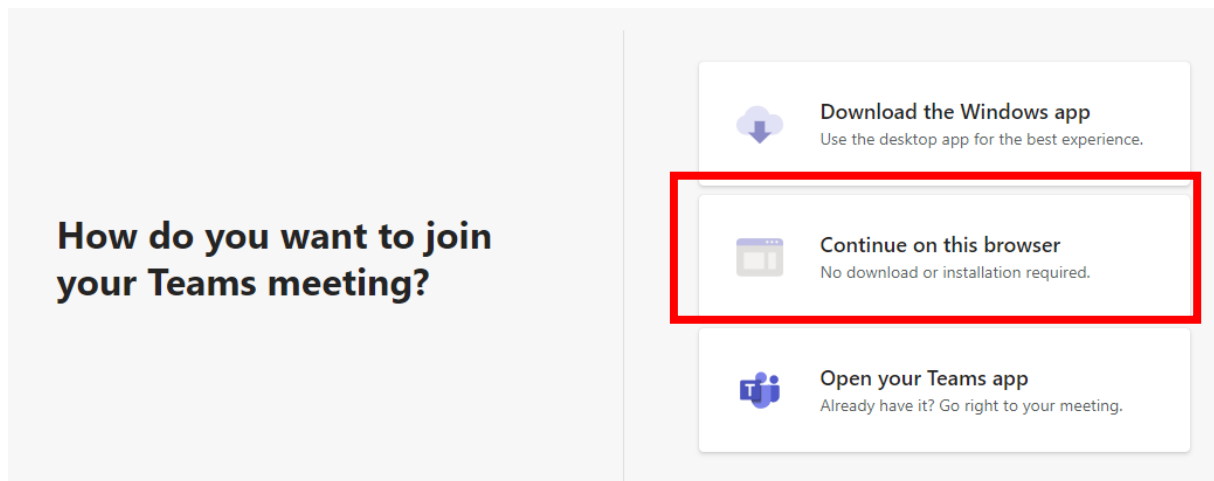 How do you want to join
your Teams meeting?
Download the Windows app
Use the desktop app for the best experience.
Continue on this browser
No download or installation required.
Open your Teams app
Already have it? Go right to your meeting.